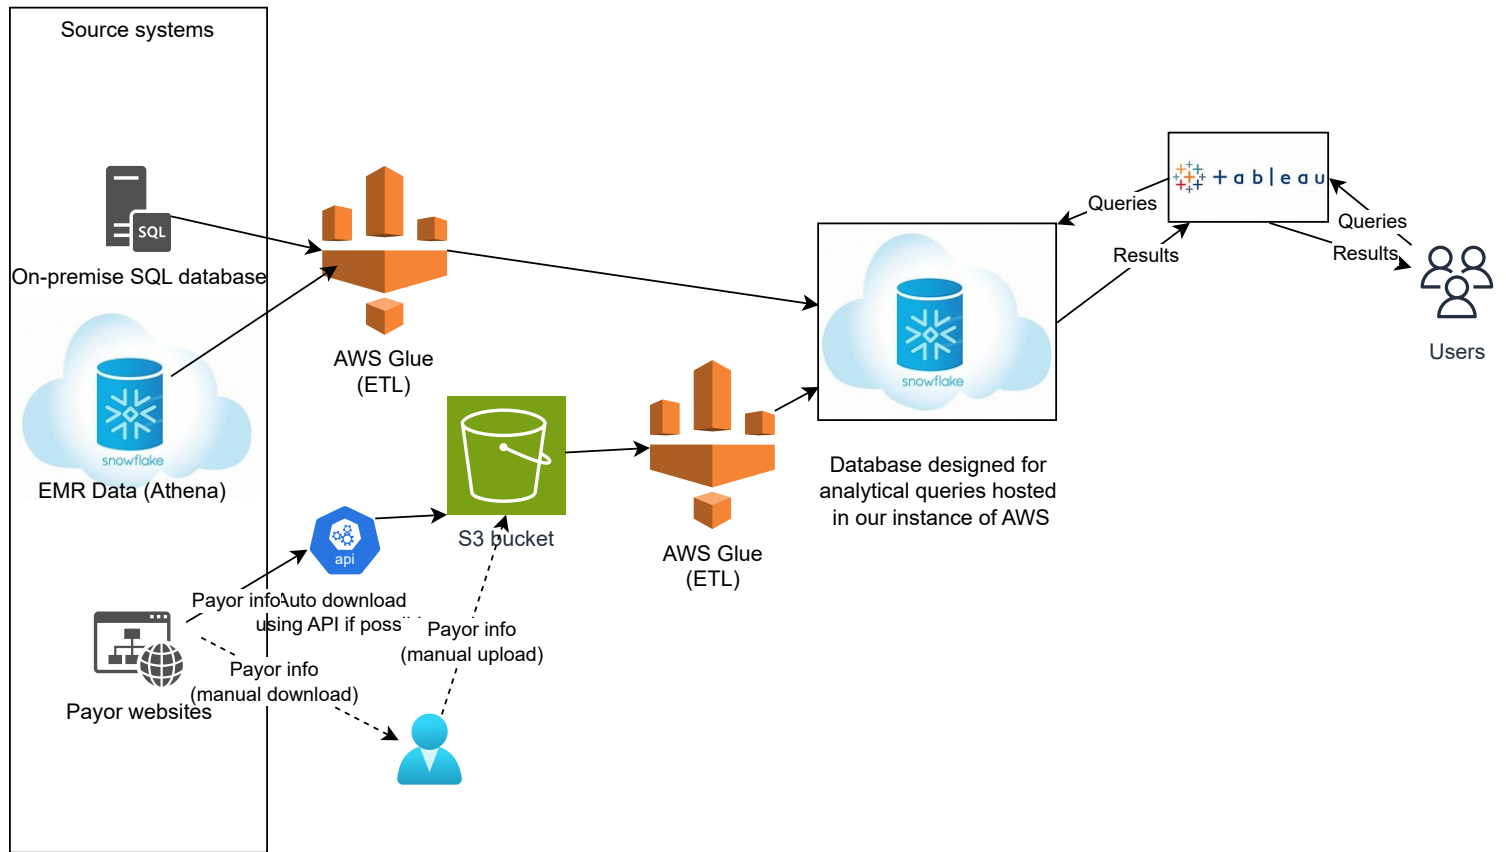 Source systems
SQL
On-premise SQL database
snowflake
EMR Data (Athena)
Payor websites
AWS Glue
(ETL)
api
Payor info
Auto download
using API if poss
Payor info
(manual download)
Payor info
(manual upload)
S3 bucket
AWS Glue
(ETL)
snowflake
Database designed for
analytical queries hosted
in our instance of AWS
Queries
Results
+ableau
Queries
Results
Users